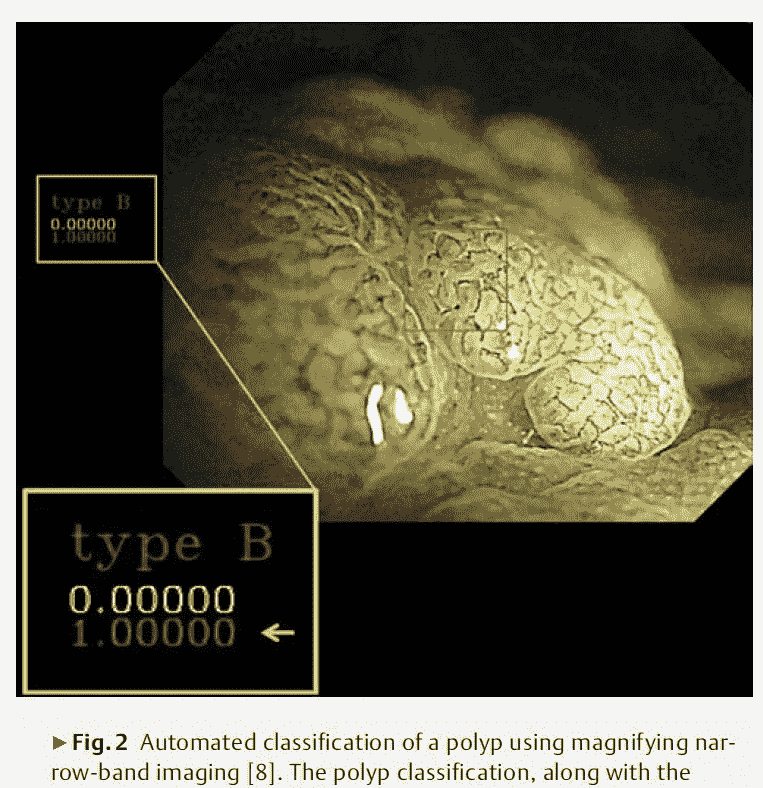 type B
0.00000
1.00000
type B
0.00000
1.00000 ←
►Fig. 2 Automated classification of a polyp using magnifying nar-
row-band imaging [8]. The polyp classification, along with the